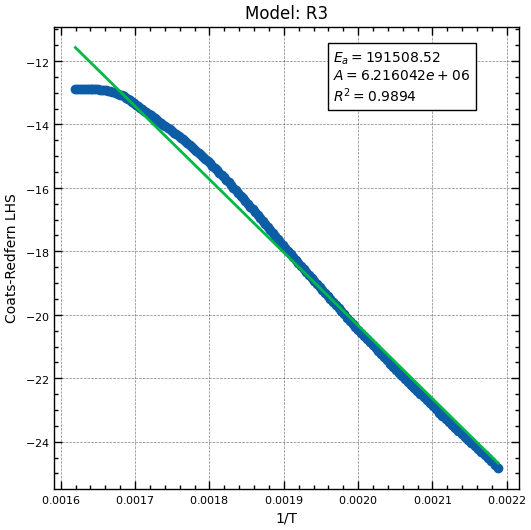 Model: R3
Coats-Redfern LHS
−12
−14
−16
−18
−20
−22
−24
E_a = 191508.52
A = 6.216042e + 06
R² = 0.9894
0.0016 0.0017 0.0018 0.0019 0.0020 0.0021 0.0022
1/T